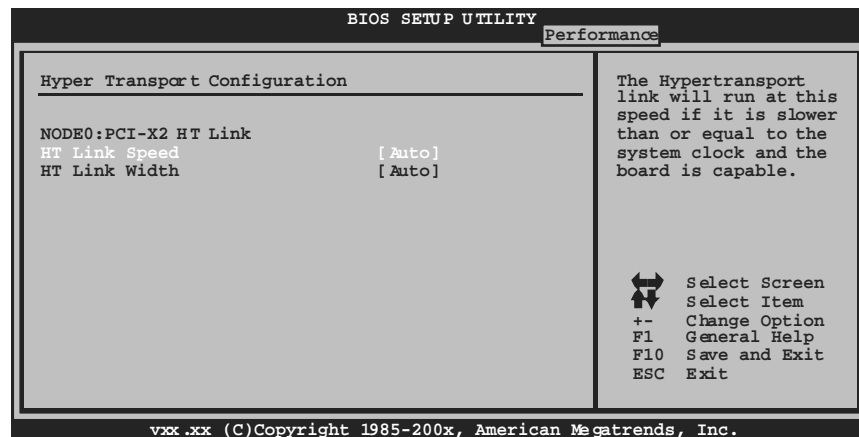 BIOS SETUP UTILITY
Performance
Hyper Transport Configuration
NODE0:PCI-X2 HT Link
HT Link Speed [Auto]
HT Link Width [Auto]
The Hypertransport
link will run at this
speed if it is slower
than or equal to the
system clock and the
board is capable.
Select Screen
Select Item
+- Change Option
F1 General Help
F10 Save and Exit
ESC Exit
vxx.xx (C)Copyright 1985-200x, American Megatrends, Inc.